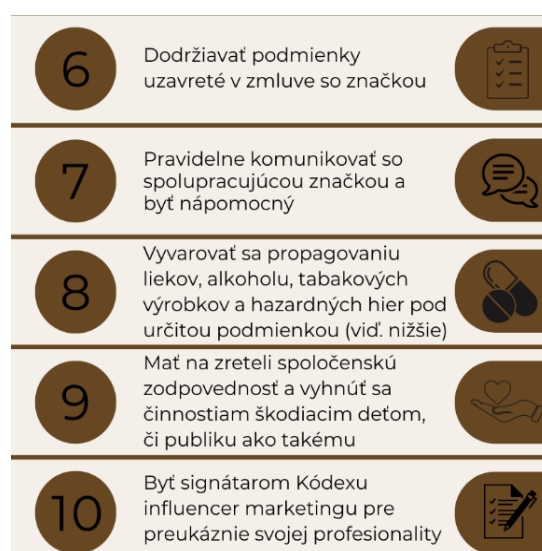 6
Dodržiavať podmienky
uzavreté v zmluve so značkou
7
Pravidelne komunikovať so
spolupracujúcou značkou a
byť nápomocný
8
Vyvarovať sa propagovaniu
liekov, alkoholu, tabakových
výrobkov a hazardných hier pod
určitou podmienkou (viď. nižšie)
9
Mať na zreteli spoločenskú
zodpovednosť a vyhnúť sa
činnostiam škodiacim deťom,
či publiku ako takému
10
Byť signátarom Kódexu
influencer marketingu pre
preukáznie svojej profesionality